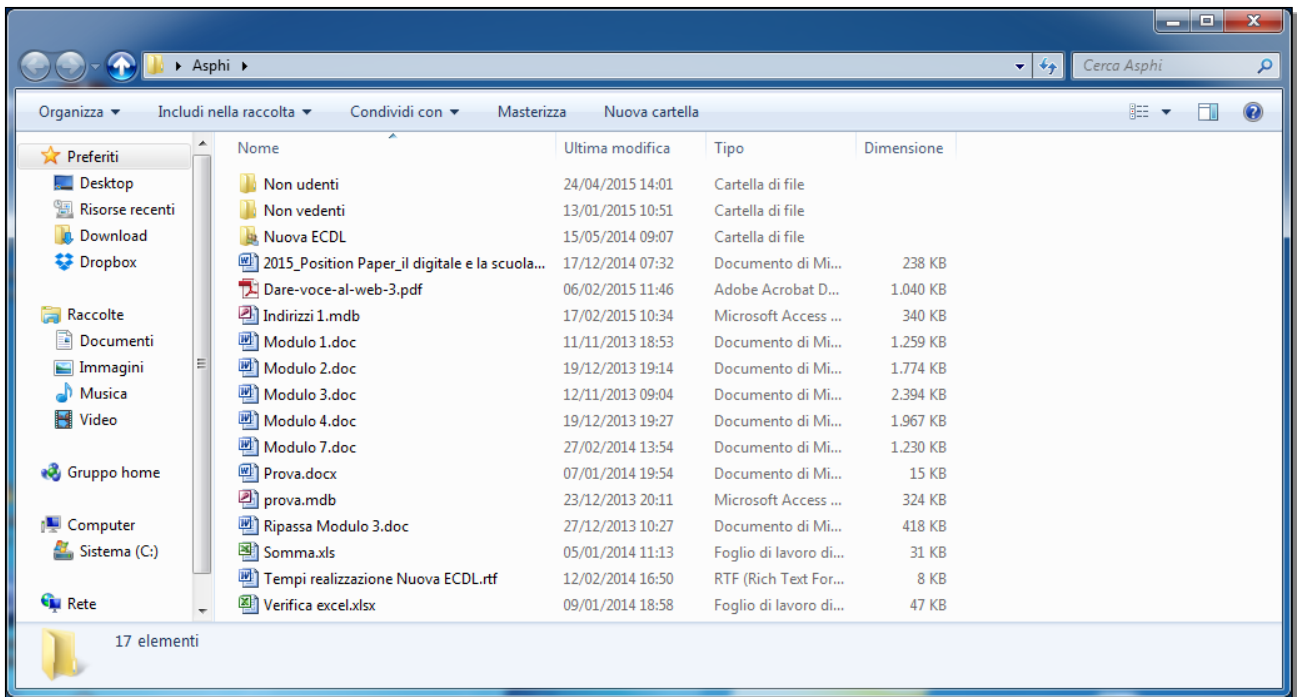 Asphi
Cerca Asphi
Organizza Includi nella raccolta Condividi con Masterizza Nuova cartella
Preferiti
Desktop
Risorse recenti
Download
Dropbox
Raccolte
Documenti
Immagini
Musica
Video
Gruppo home
Computer
Sistema (C:)
Rete
Nome Ultima modifica Tipo Dimensione
Non udenti 24/04/2015 14:01 Cartella di file
Non vedenti 13/01/2015 10:51 Cartella di file
Nuova ECDL 15/05/2014 09:07 Cartella di file
2015_Position Paper_il digitale e la scuola... 17/12/2014 07:32 Documento di Mi... 238 KB
Dare-voce-al-web-3.pdf 06/02/2015 11:46 Adobe Acrobat D... 1.040 KB
Indirizzi 1.mdb 17/02/2015 10:34 Microsoft Access ... 340 KB
Modulo 1.doc 11/11/2013 18:53 Documento di Mi... 1.259 KB
Modulo 2.doc 19/12/2013 19:14 Documento di Mi... 1.774 KB
Modulo 3.doc 12/11/2013 09:04 Documento di Mi... 2.394 KB
Modulo 4.doc 19/12/2013 19:27 Documento di Mi... 1.967 KB
Modulo 7.doc 27/02/2014 13:54 Documento di Mi... 1.230 KB
Prova.docx 07/01/2014 19:54 Documento di Mi... 15 KB
prova.mdb 23/12/2013 20:11 Microsoft Access ... 324 KB
Ripassa Modulo 3.doc 27/12/2013 10:27 Documento di Mi... 418 KB
Somma.xls 05/01/2014 11:13 Foglio di lavoro di... 31 KB
Tempi realizzazione Nuova ECDL.rtf 12/02/2014 16:50 RTF (Rich Text For... 8 KB
Verifica excel.xlsx 09/01/2014 18:58 Foglio di lavoro di... 47 KB
17 elementi